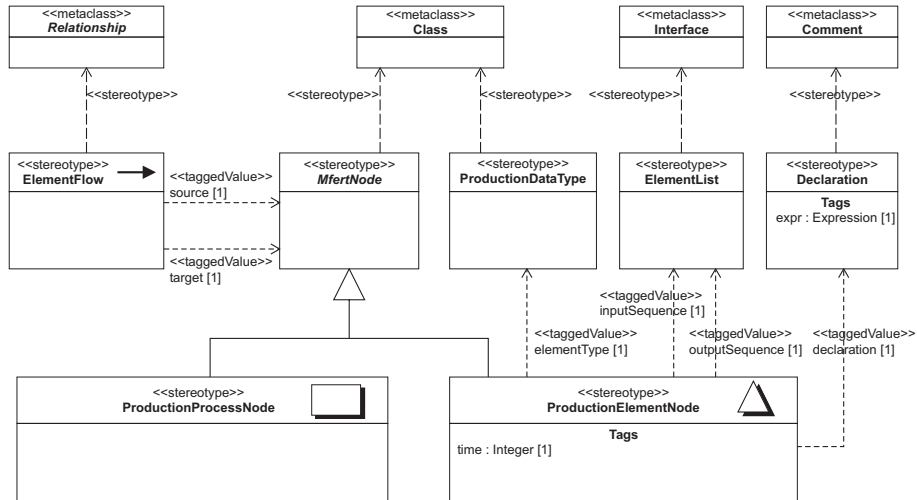 <<metaclass>>
Relationship
<<metaclass>>
Class
<<metaclass>>
Interface
<<metaclass>>
Comment
<<stereotype>>
<<stereotype>>
<<stereotype>>
<<stereotype>>
<<stereotype>>
<<stereotype>>
ElementFlow
<<taggedValue>>
source [1]
<<taggedValue>>
target [1]
<<stereotype>>
MfertNode
<<stereotype>>
ProductionDataType
<<stereotype>>
ElementList
<<stereotype>>
Declaration
Tags
expr : Expression [1]
<<taggedValue>>
inputSequence [1]
<<taggedValue>>
elementType [1]
<<taggedValue>>
outputSequence [1]
<<taggedValue>>
declaration [1]
<<stereotype>>
ProductionProcessNode
<<stereotype>>
ProductionElementNode
Tags
time : Integer [1]